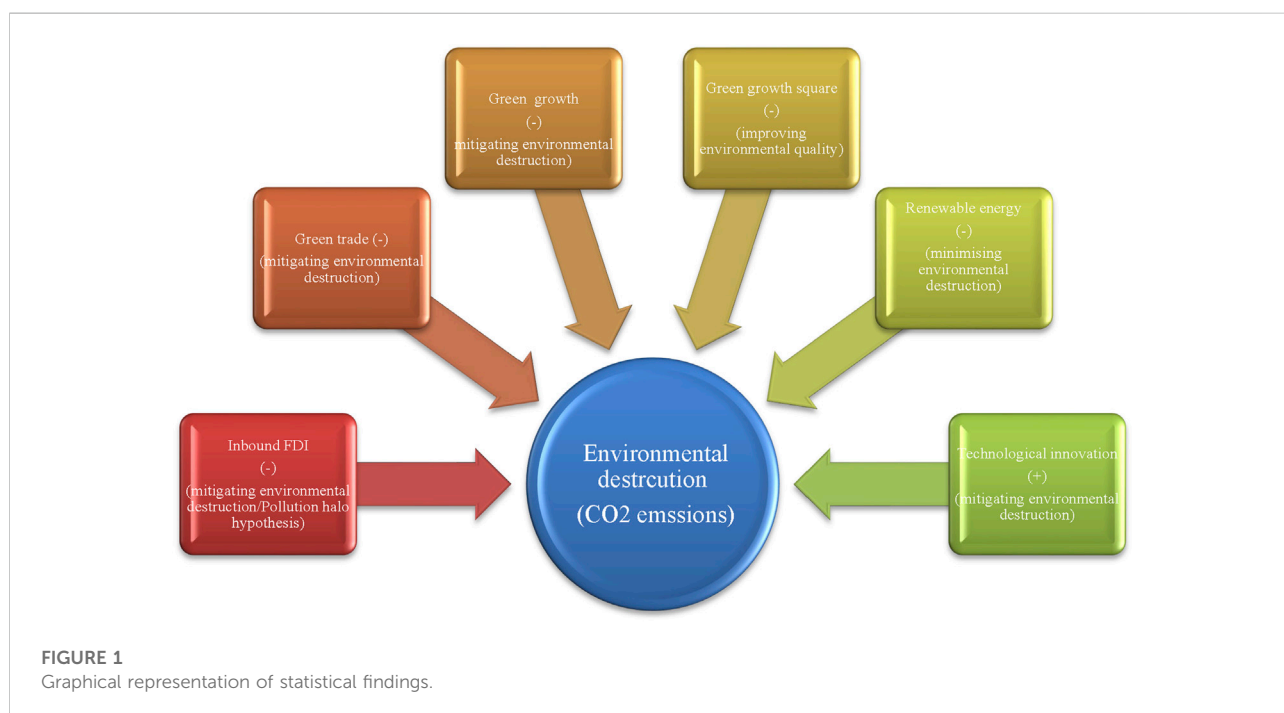 Green growth
(-)
mitigating environmental
destruction)
Green growth square
(-)
(improving
environmental quality)
Green trade (-)
(mitigating environmental
destruction)
Renewable energy
(-)
(minimising
environmental
destruction)
Inbound FDI
(-)
(mitigating environmental
destruction/Pollution halo
hypothesis)
Environmental
destrcution
(CO2 emssions)
Technological innovation
(+)
(mitigating environmental
destruction)
FIGURE 1
Graphical representation of statistical findings.